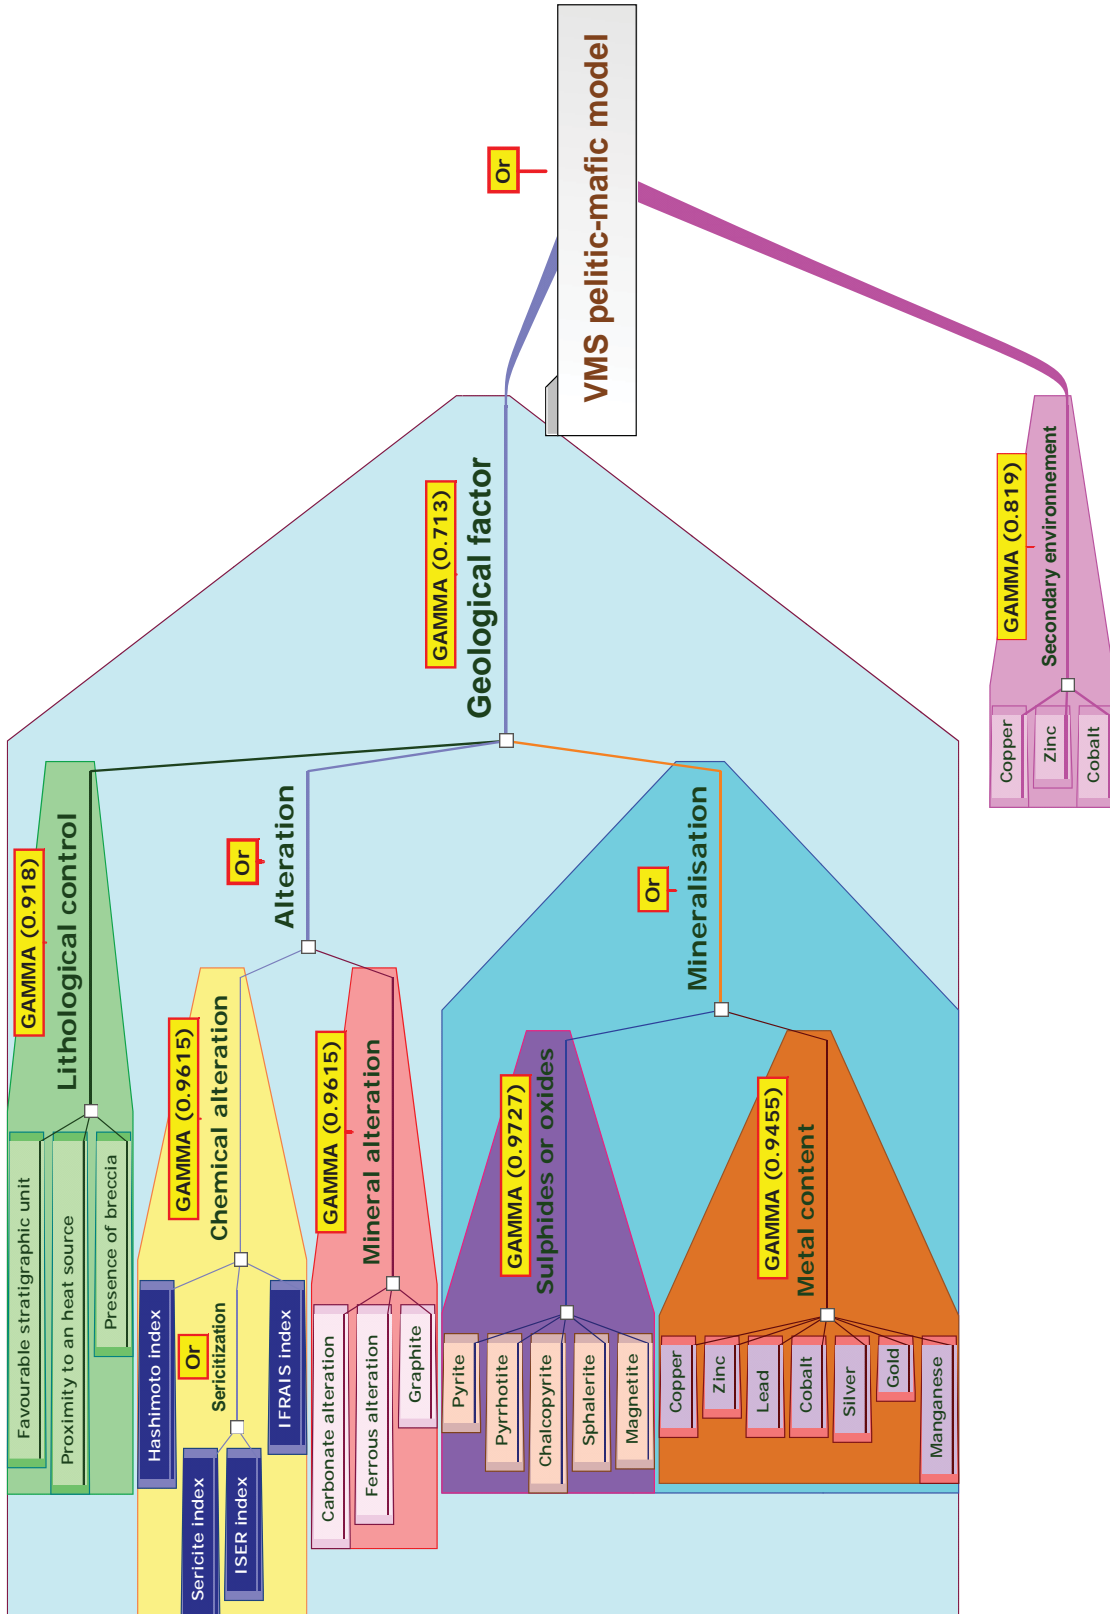 VMS pelitic-mafic model
Or
Geological factor
GAMMA (0.713)
Lithological control
GAMMA (0.918)
Favourable stratigraphic unit
Proximity to an heat source
Presence of breccia
Alteration
Or
Chemical alteration
GAMMA (0.9615)
Hashimoto index
Sericitization
Or
Sericite index
ISER index
IFRAIS index
Mineral alteration
GAMMA (0.9615)
Carbonate alteration
Ferrous alteration
Graphite
Mineralisation
Or
Sulphides or oxides
GAMMA (0.9727)
Pyrite
Pyrrhotite
Chalcopyrite
Sphalerite
Magnetite
Metal content
GAMMA (0.9455)
Copper
Zinc
Lead
Cobalt
Silver
Gold
Manganese
Secondary environnement
GAMMA (0.819)
Copper
Zinc
Cobalt